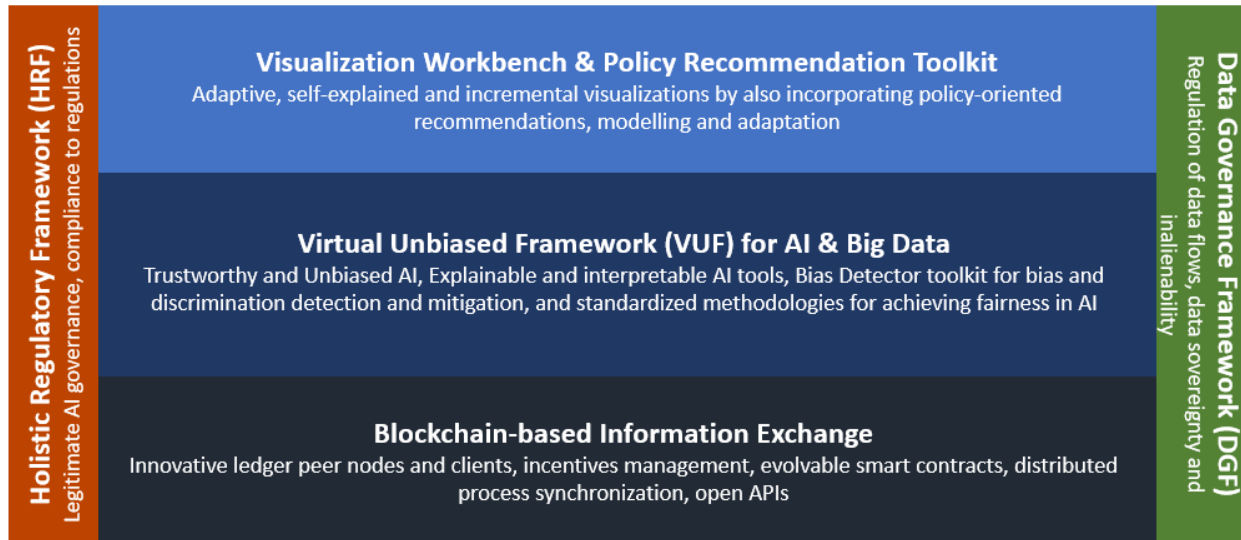 Holistic Regulatory Framework (HRF)
Legitimate AI governance, compliance to regulations
Visualization Workbench & Policy Recommendation Toolkit
Adaptive, self-explained and incremental visualizations by also incorporating policy-oriented
recommendations, modelling and adaptation
Virtual Unbiased Framework (VUF) for AI & Big Data
Trustworthy and Unbiased AI, Explainable and interpretable AI tools, Bias Detector toolkit for bias and
discrimination detection and mitigation, and standardized methodologies for achieving fairness in AI
Blockchain-based Information Exchange
Innovative ledger peer nodes and clients, incentives management, evolvable smart contracts, distributed
process synchronization, open APIs
Data Governance Framework (DGF)
Regulation of data flows, data sovereignty and
inalienability